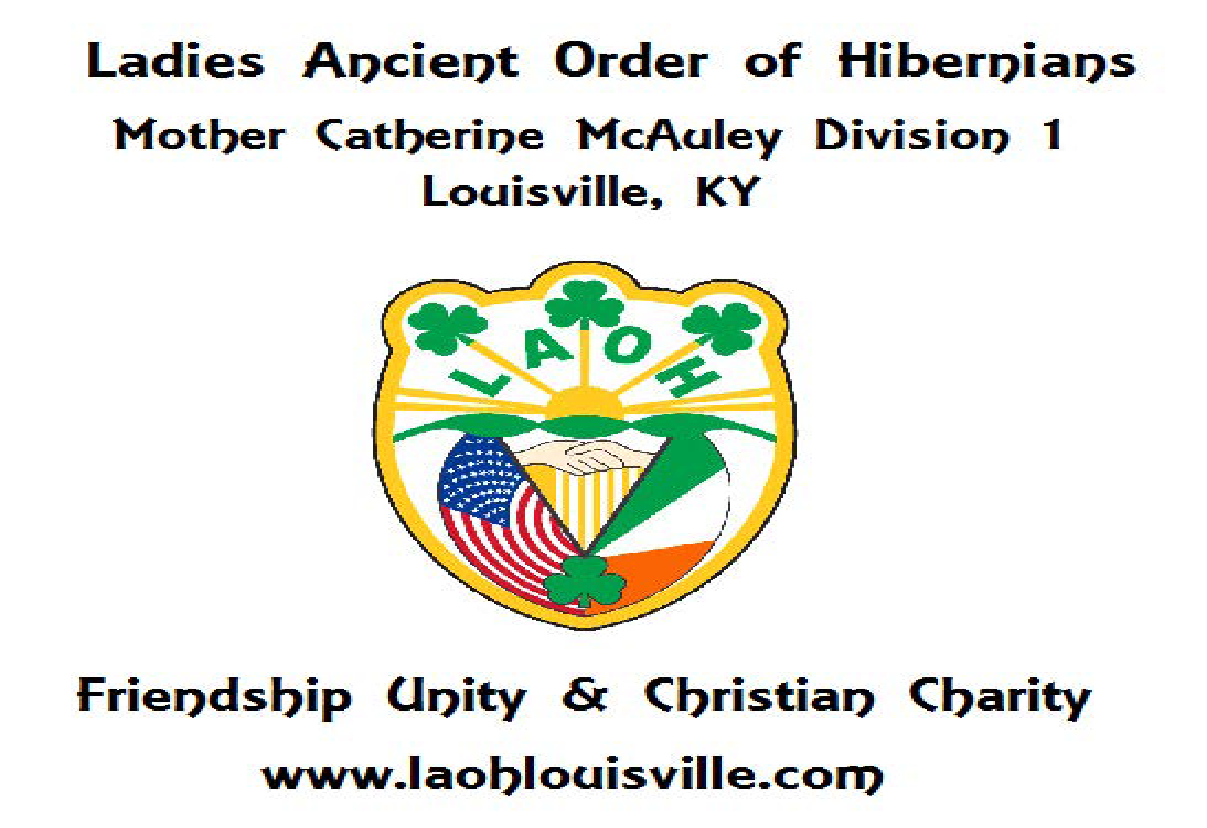 Ladies Ancient Order of Hibernians
Mother Catherine McAuley Division 1
Louisville, KY
LAOH
Friendship Unity & Christian Charity
www.laohlouisville.com